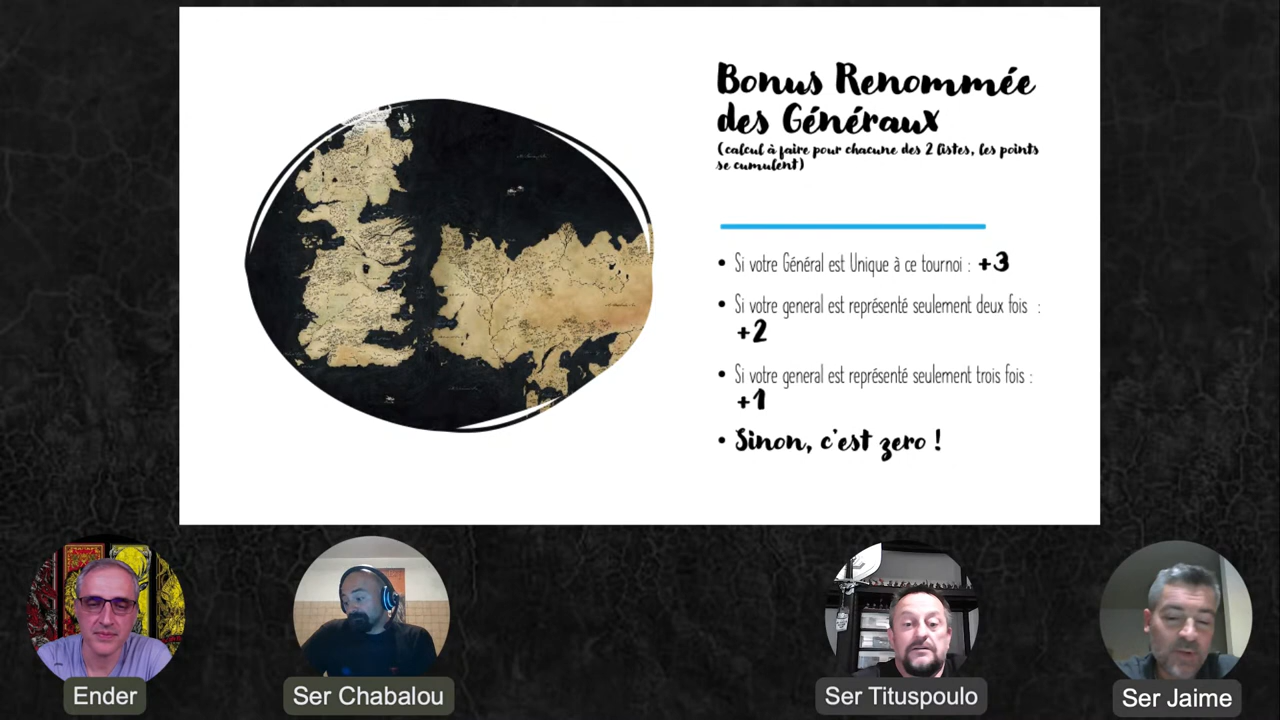 Bonus Renommée
des Généraux
(calcul à faire pour chacune des 2 listes, les points
se cumulent)
• Si votre Général est Unique à ce tournoi : +3
• Si votre general est représenté seulement deux fois :
+2
• Si votre general est représenté seulement trois fois :
+1
• Sinon, c'est zero !
Ender
Ser Chabalou
Ser Tituspoulo
Ser Jaime